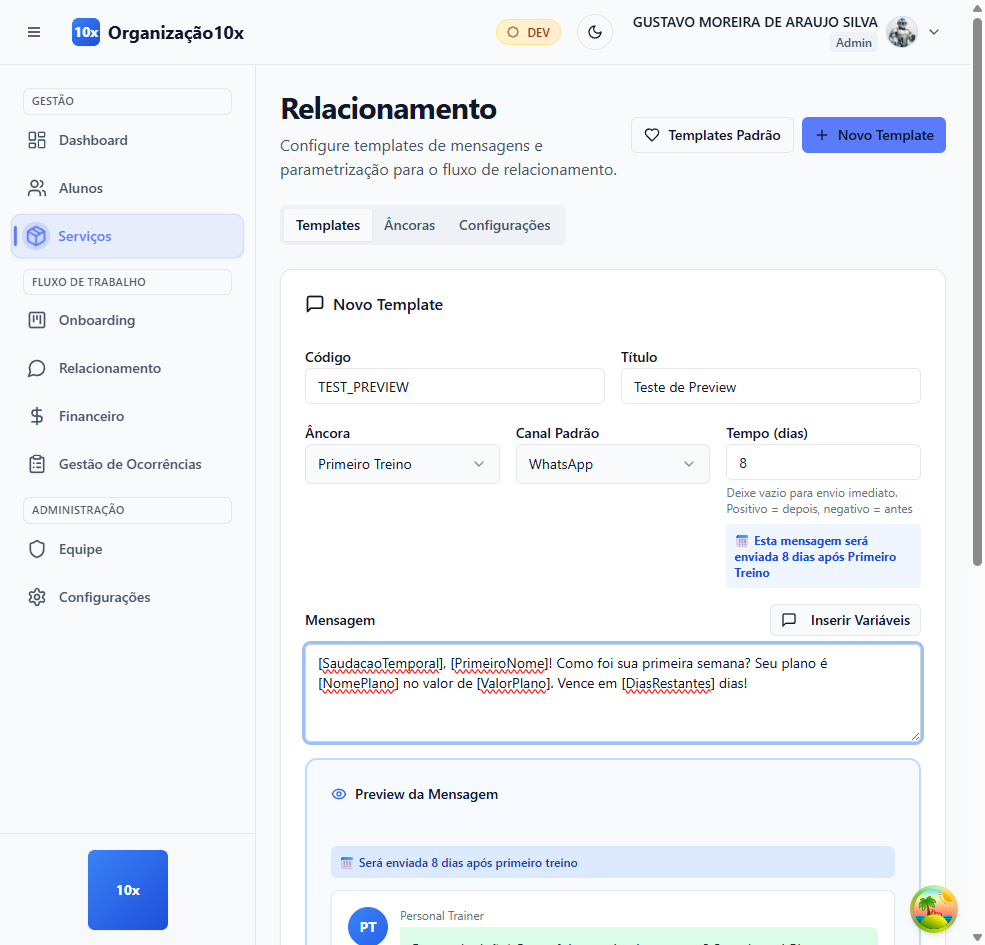 10x Organização10x
DEV
GUSTAVO MOREIRA DE ARAUJO SILVA
Admin
GESTÃO
Dashboard
Alunos
Serviços
FLUXO DE TRABALHO
Onboarding
Relacionamento
Financeiro
Gestão de Ocorrências
ADMINISTRAÇÃO
Equipe
Configurações
10x
Relacionamento
Configure templates de mensagens e
parametrização para o fluxo de relacionamento.
Templates Padrão
Novo Template
Templates Âncoras Configurações
Novo Template
Código Título
TEST_PREVIEW Teste de Preview
Âncora Canal Padrão Tempo (dias)
Primeiro Treino WhatsApp 8
Deixe vazio para envio imediato.
Positivo = depois, negativo = antes
Esta mensagem será
enviada 8 dias após Primeiro
Treino
Mensagem Inserir Variáveis
[SaudacaoTemporal], [PrimeiroNome]! Como foi sua primeira semana? Seu plano é
[NomePlano] no valor de [ValorPlano]. Vence em [DiasRestantes] dias!
Preview da Mensagem
Será enviada 8 dias após primeiro treino
PT Personal Trainer